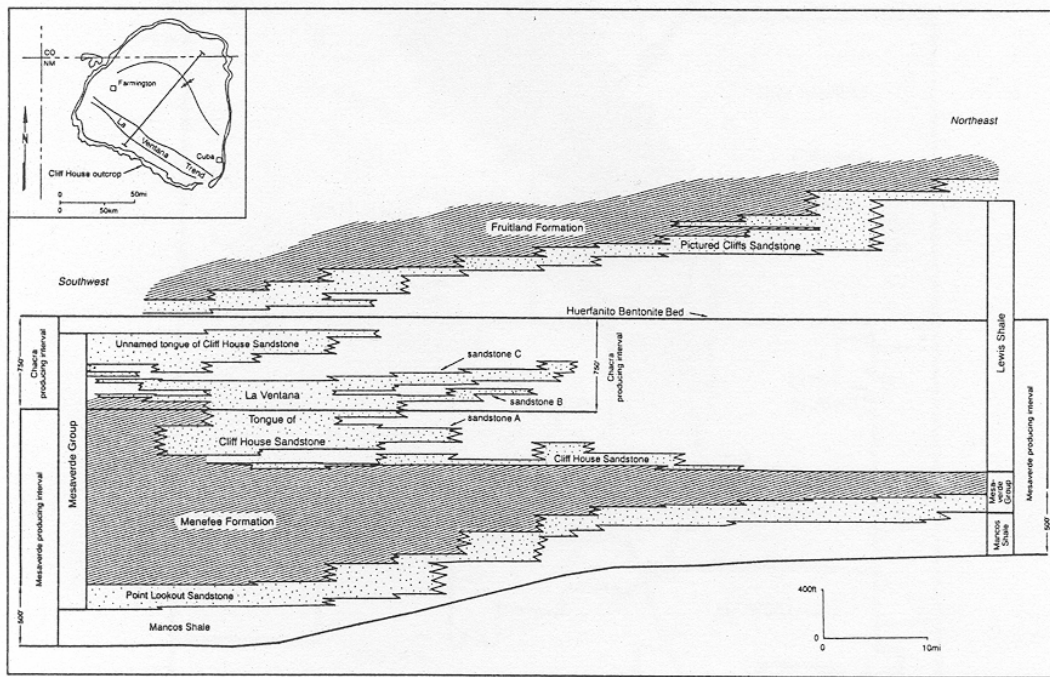 CO
NM
Farmington
N
La
Ventana
Trend
Cuba
Cliff House outcrop
0
50mi
0
50km
Northeast
Fruitland Formation
Pictured Cliffs Sandstone
Southwest
Huerfanito Bentonite Bed
Unnamed tongue of Cliff House Sandstone
sandstone C
La Ventana
sandstone B
Tongue of
sandstone A
Cliff House Sandstone
Cliff House Sandstone
Menefee Formation
Point Lookout Sandstone
Mancos Shale
750'
Chacra
producing interval
Mesaverde Group
Mesaverde producing interval
500'
750'
Chacra
producing interval
Lewis Shale
Mesa-
verde
Group
Mancos
Shale
Mesaverde producing interval
500'
400ft
0
0
10mi